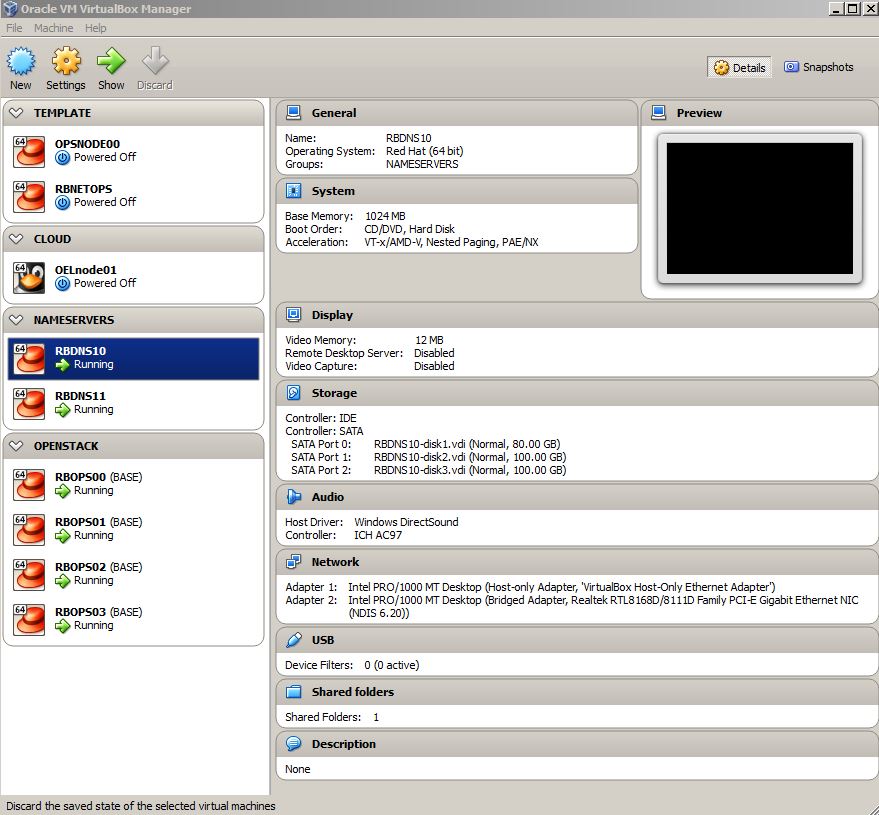 Oracle VM VirtualBox Manager
File Machine Help
New Settings Show Discard
Details Snapshots
TEMPLATE
64
OPSNODE00
Powered Off
64
RBNETOPS
Powered Off
CLOUD
64
OELnode01
Powered Off
NAMESERVERS
64
RBDNS10
Running
64
RBDNS11
Running
OPENSTACK
64
RBOPS00 (BASE)
Running
64
RBOPS01 (BASE)
Running
64
RBOPS02 (BASE)
Running
64
RBOPS03 (BASE)
Running
General
Name: RBDNS10
Operating System: Red Hat (64 bit)
Groups: NAMESERVERS
Preview
System
Base Memory: 1024 MB
Boot Order: CD/DVD, Hard Disk
Acceleration: VT-x/AMD-V, Nested Paging, PAE/NX
Display
Video Memory: 12 MB
Remote Desktop Server: Disabled
Video Capture: Disabled
Storage
Controller: IDE
Controller: SATA
SATA Port 0: RBDNS10-disk1.vdi (Normal, 80.00 GB)
SATA Port 1: RBDNS10-disk2.vdi (Normal, 100.00 GB)
SATA Port 2: RBDNS10-disk3.vdi (Normal, 100.00 GB)
Audio
Host Driver: Windows DirectSound
Controller: ICH AC97
Network
Adapter 1: Intel PRO/1000 MT Desktop (Host-only Adapter, 'VirtualBox Host-Only Ethernet Adapter')
Adapter 2: Intel PRO/1000 MT Desktop (Bridged Adapter, Realtek RTL8168D/8111D Family PCI-E Gigabit Ethernet NIC
(NDIS 6.20))
USB
Device Filters: 0 (0 active)
Shared folders
Shared Folders: 1
Description
None
Discard the saved state of the selected virtual machines